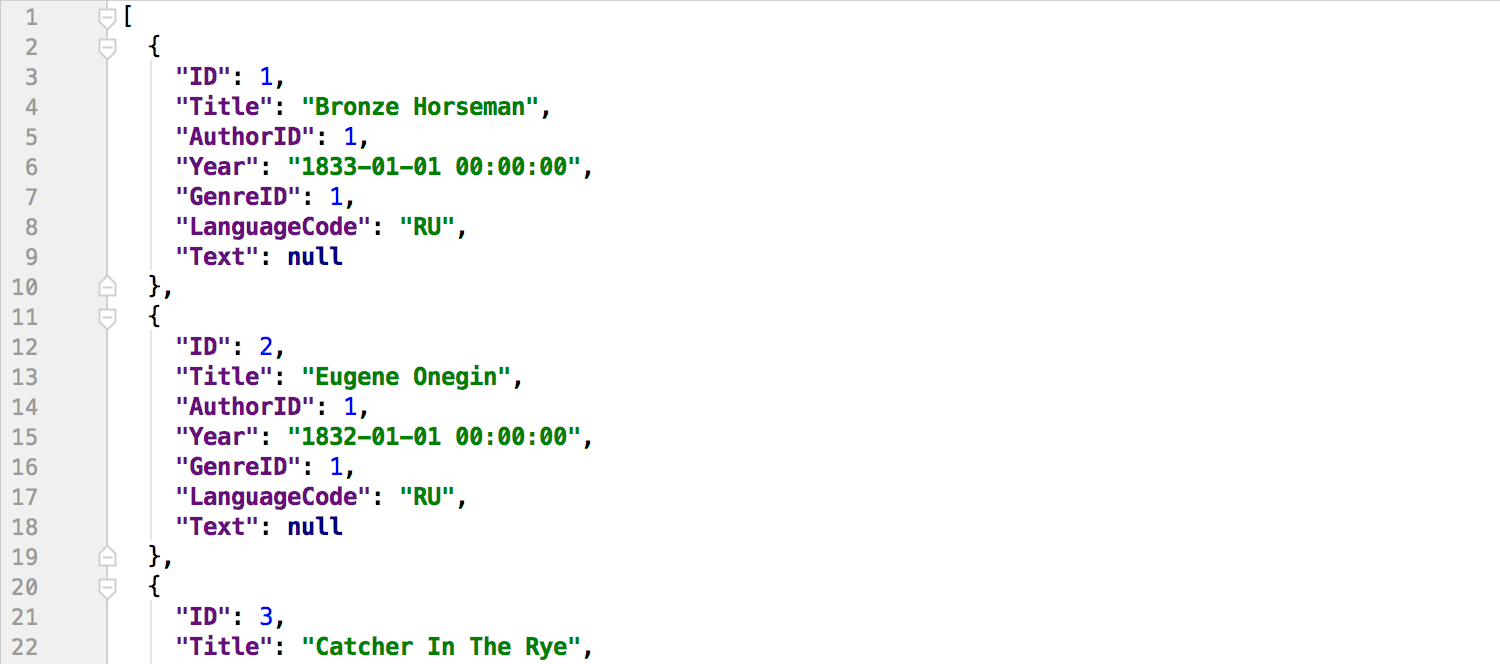 1 [
2 {
3 "ID": 1,
4 "Title": "Bronze Horseman",
5 "AuthorID": 1,
6 "Year": "1833-01-01 00:00:00",
7 "GenreID": 1,
8 "LanguageCode": "RU",
9 "Text": null
10 },
11 {
12 "ID": 2,
13 "Title": "Eugene Onegin",
14 "AuthorID": 1,
15 "Year": "1832-01-01 00:00:00",
16 "GenreID": 1,
17 "LanguageCode": "RU",
18 "Text": null
19 },
20 {
21 "ID": 3,
22 "Title": "Catcher In The Rye",